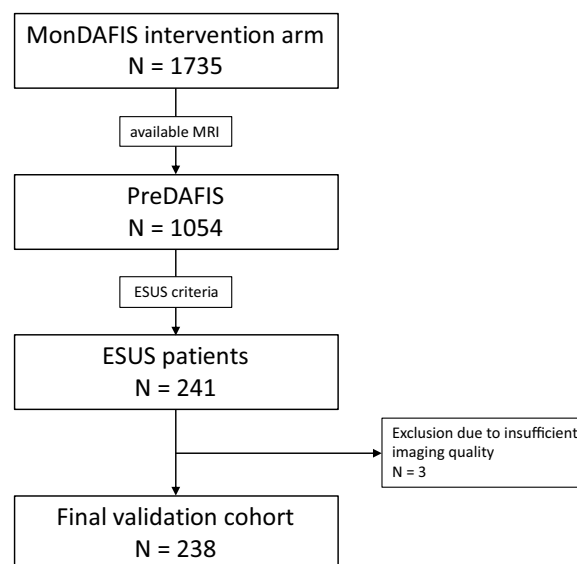 MonDAFIS intervention arm
N = 1735
available MRI
PreDAFIS
N = 1054
ESUS criteria
ESUS patients
N = 241
Exclusion due to insufficient
imaging quality
N = 3
Final validation cohort
N = 238